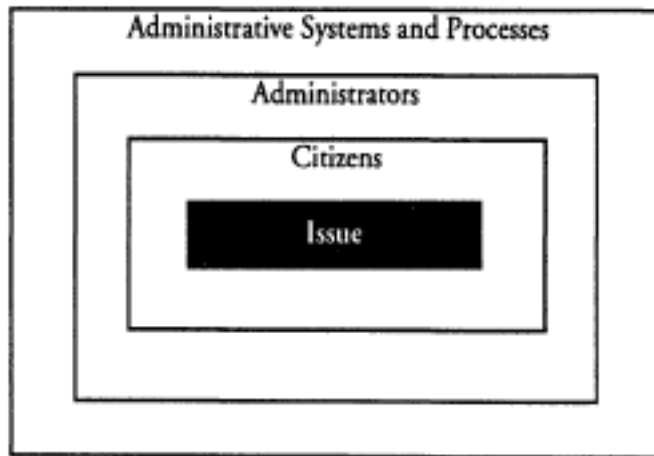 Administrative Systems and Processes
Administrators
Citizens
Issue